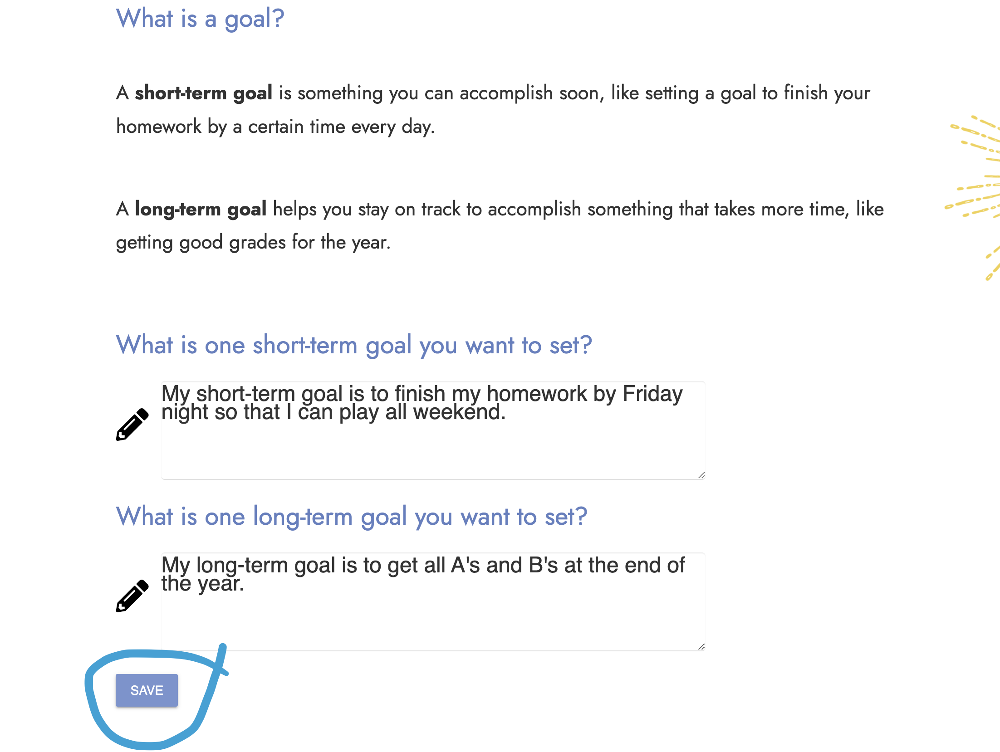 What is a goal?
A short-term goal is something you can accomplish soon, like setting a goal to finish your
homework by a certain time every day.
A long-term goal helps you stay on track to accomplish something that takes more time, like
getting good grades for the year.
What is one short-term goal you want to set?
My short-term goal is to finish my homework by Friday
night so that I can play all weekend.
What is one long-term goal you want to set?
My long-term goal is to get all A's and B's at the end of
the year.
SAVE